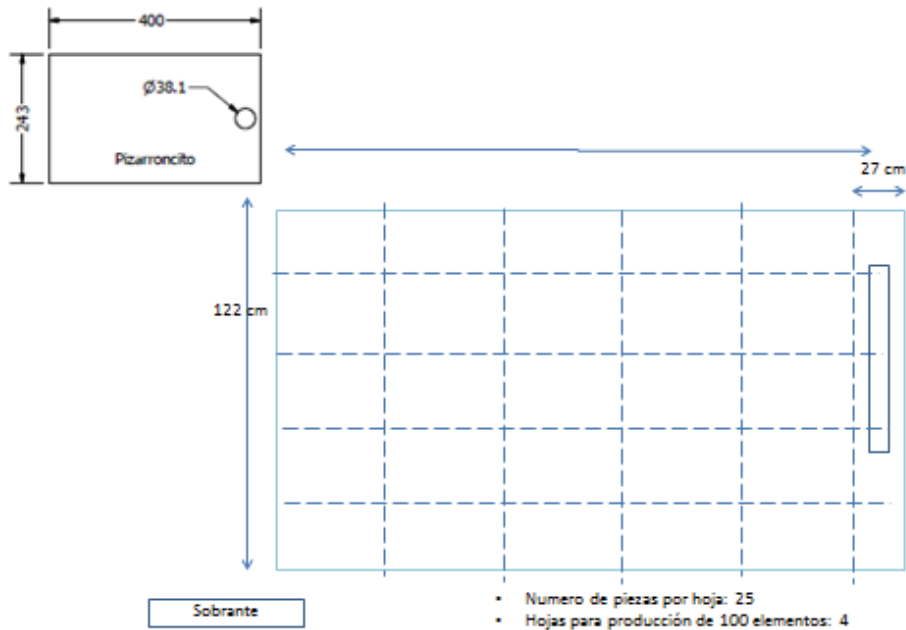 400
Ø38.1
243
Pizarroncito
27 cm
122 cm
Sobrante
• Numero de piezas por hoja: 25
• Hojas para producción de 100 elementos: 4